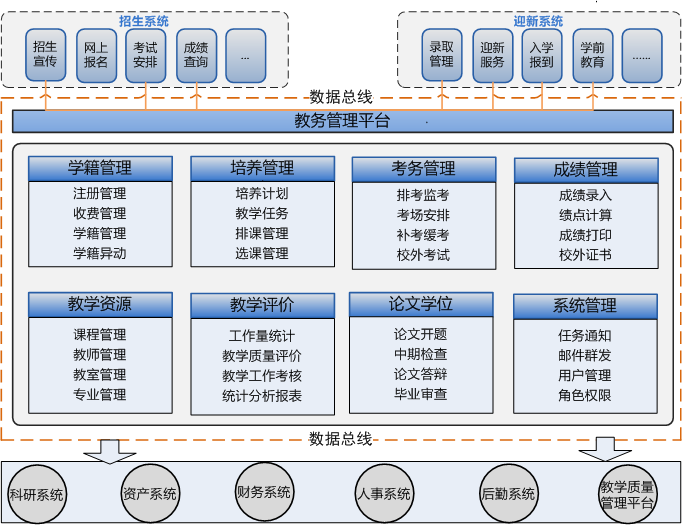 招生系统
招生
宣传
网上
报名
考试
安排
成绩
查询
...
迎新系统
录取
管理
迎新
服务
入学
报到
学前
教育
......
数据总线
教务管理平台
学籍管理
注册管理
收费管理
学籍管理
学籍异动
培养管理
培养计划
教学任务
排课管理
选课管理
考务管理
排考监考
考场安排
补考缓考
校外考试
成绩管理
成绩录入
绩点计算
成绩打印
校外证书
教学资源
课程管理
教师管理
教室管理
专业管理
教学评价
工作量统计
教学质量评价
教学工作考核
统计分析报表
论文学位
论文开题
中期检查
论文答辩
毕业审查
系统管理
任务通知
邮件群发
用户管理
角色权限
数据总线
科研系统
资产系统
财务系统
人事系统
后勤系统
教学质量
管理平台